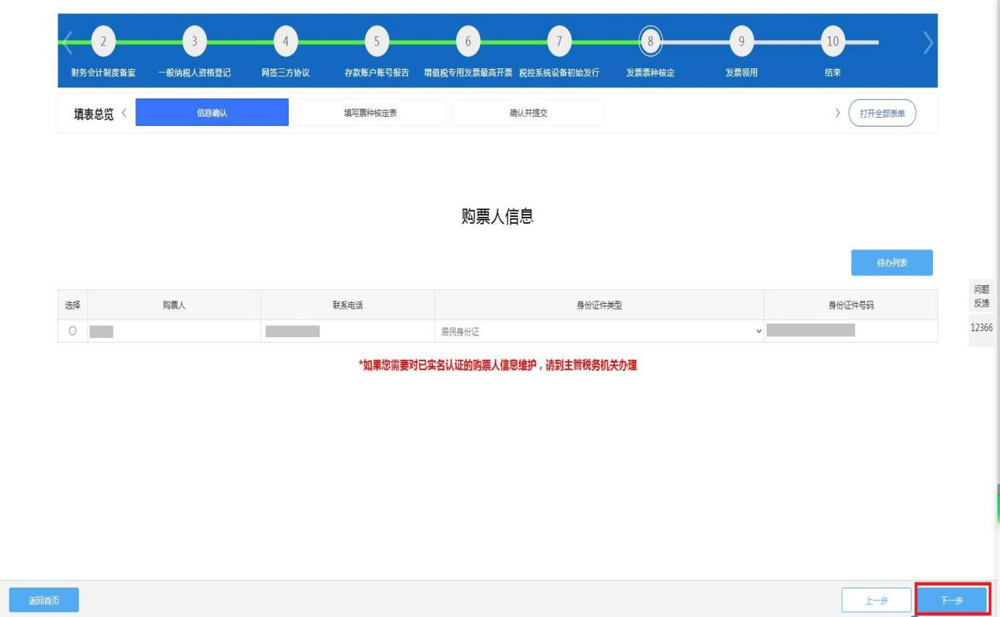 2 3 4 5 6 7 8 9 10
财务会计制度备案 一般纳税人资格登记 网签三方协议 存款账户账号报告 增值税专用发票最高开票 税控系统设备初始发行 发票票种核定 发票领用 结束
填表总览 信息确认 填写票种核定表 确认并提交 打开全部表单
购票人信息
待办列表
选择 购票人 联系电话 身份证件类型 身份证件号码
居民身份证
*如果您需要对已实名认证的购票人信息维护，请到主管税务机关办理
问题
反馈
12366
返回首页 上一步 下一步